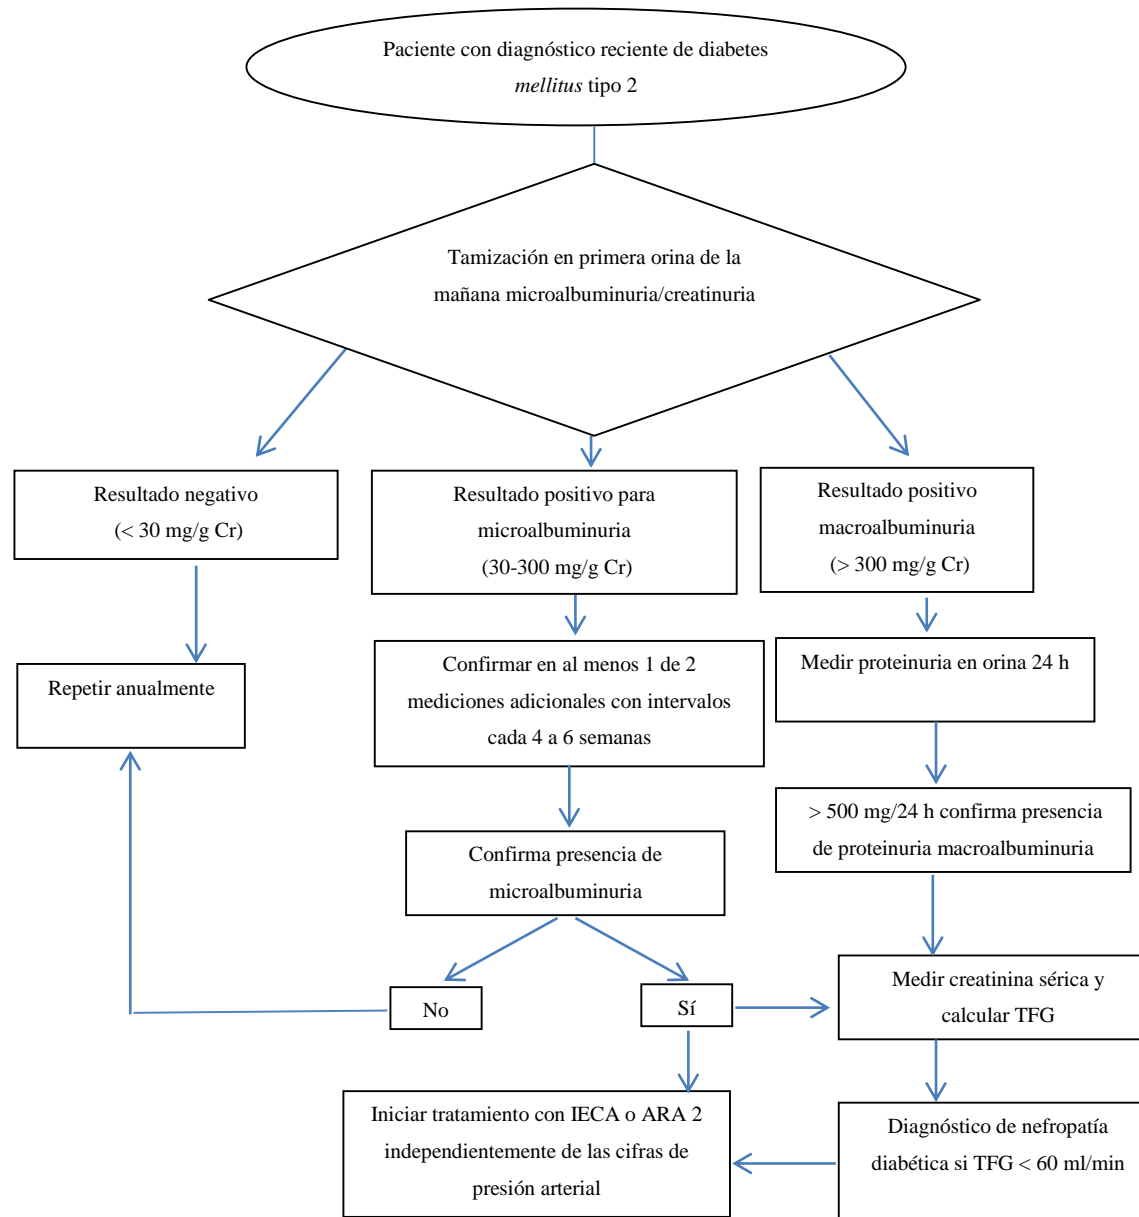 Paciente con diagnóstico reciente de diabetes
mellitus tipo 2
Tamización en primera orina de la
mañana microalbuminuria/creatinuria
Resultado negativo
(< 30 mg/g Cr)
Resultado positivo para
microalbuminuria
(30-300 mg/g Cr)
Resultado positivo
macroalbuminuria
(> 300 mg/g Cr)
Repetir anualmente
Confirmar en al menos 1 de 2
mediciones adicionales con intervalos
cada 4 a 6 semanas
Medir proteinuria en orina 24 h
> 500 mg/24 h confirma presencia
de proteinuria macroalbuminuria
Confirma presencia de
microalbuminuria
No
Sí
Medir creatinina sérica y
calcular TFG
Iniciar tratamiento con IECA o ARA 2
independientemente de las cifras de
presión arterial
Diagnóstico de nefropatía
diabética si TFG < 60 ml/min